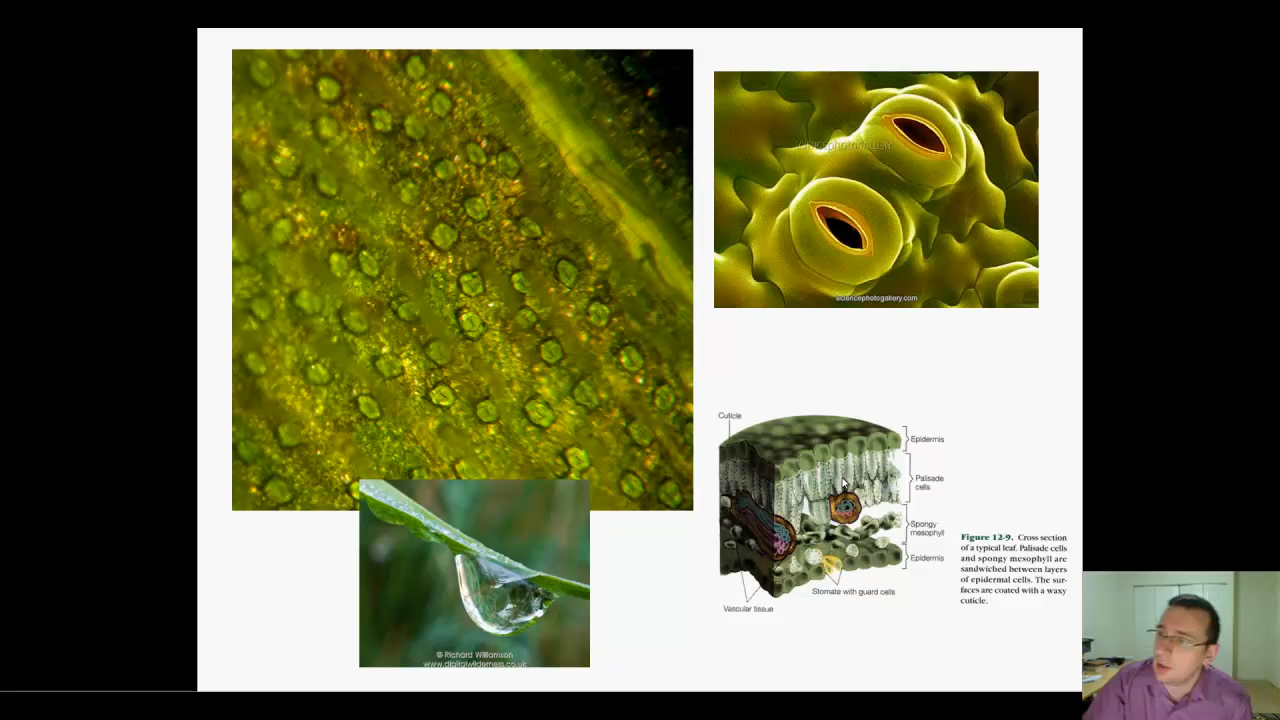 sciencephotogallery.com
Cuticle
Epidermis
Palisade
cells
Spongy
mesophyll
Epidermis
Stomate with guard cells
Vascular tissue
Figure 12-9. Cross section
of a typical leaf. Palisade cells
and spongy mesophyll are
sandwiched between layers
of epidermal cells. The sur-
faces are coated with a waxy
cuticle.
© Richard Williamson
www.digitalwilderness.co.uk